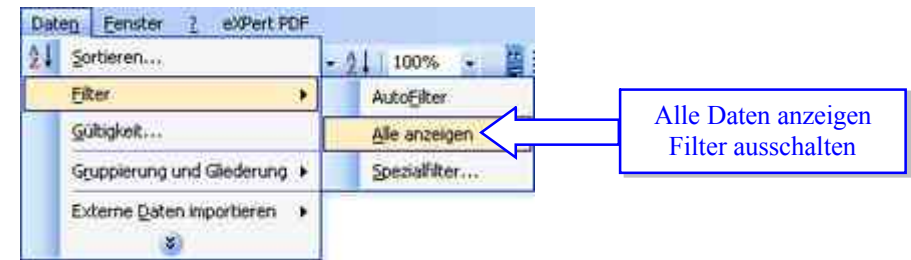 Daten Fenster ? eXPert PDF
Sortieren...
100%
Filter
AutoFilter
Gültigkeit...
Alle anzeigen
Alle Daten anzeigen
Filter ausschalten
Gruppierung und Gliederung
Spezialfilter...
Externe Daten importieren